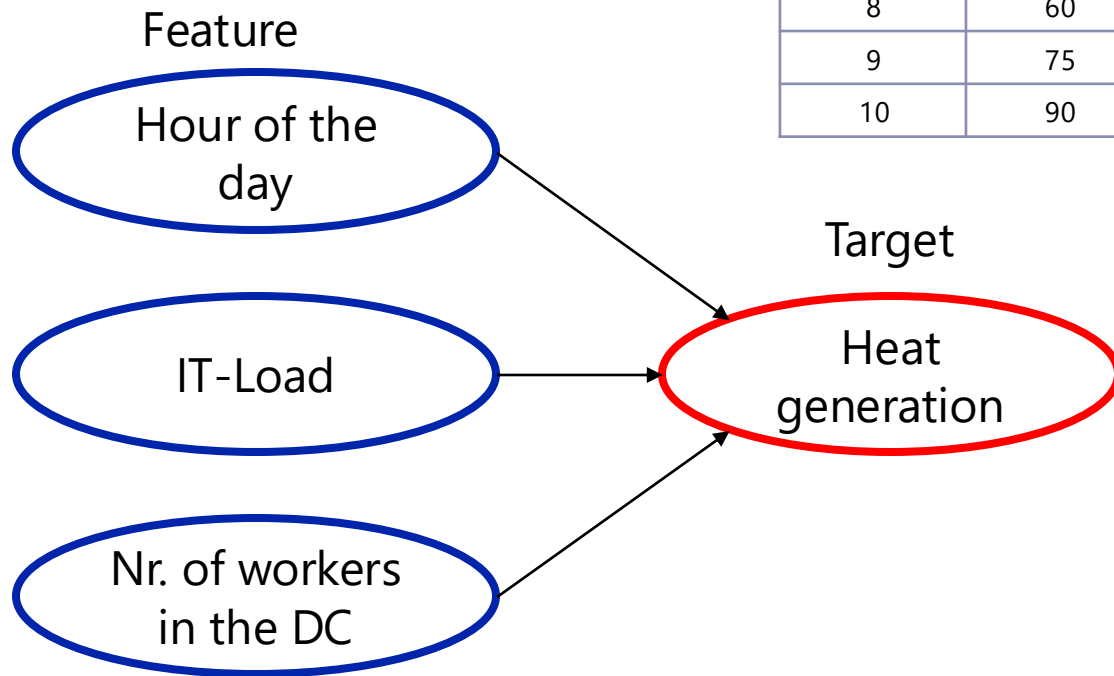 8 60
9 75
10 90
Feature
Hour of the
day
Target
IT-Load
Heat
generation
Nr. of workers
in the DC